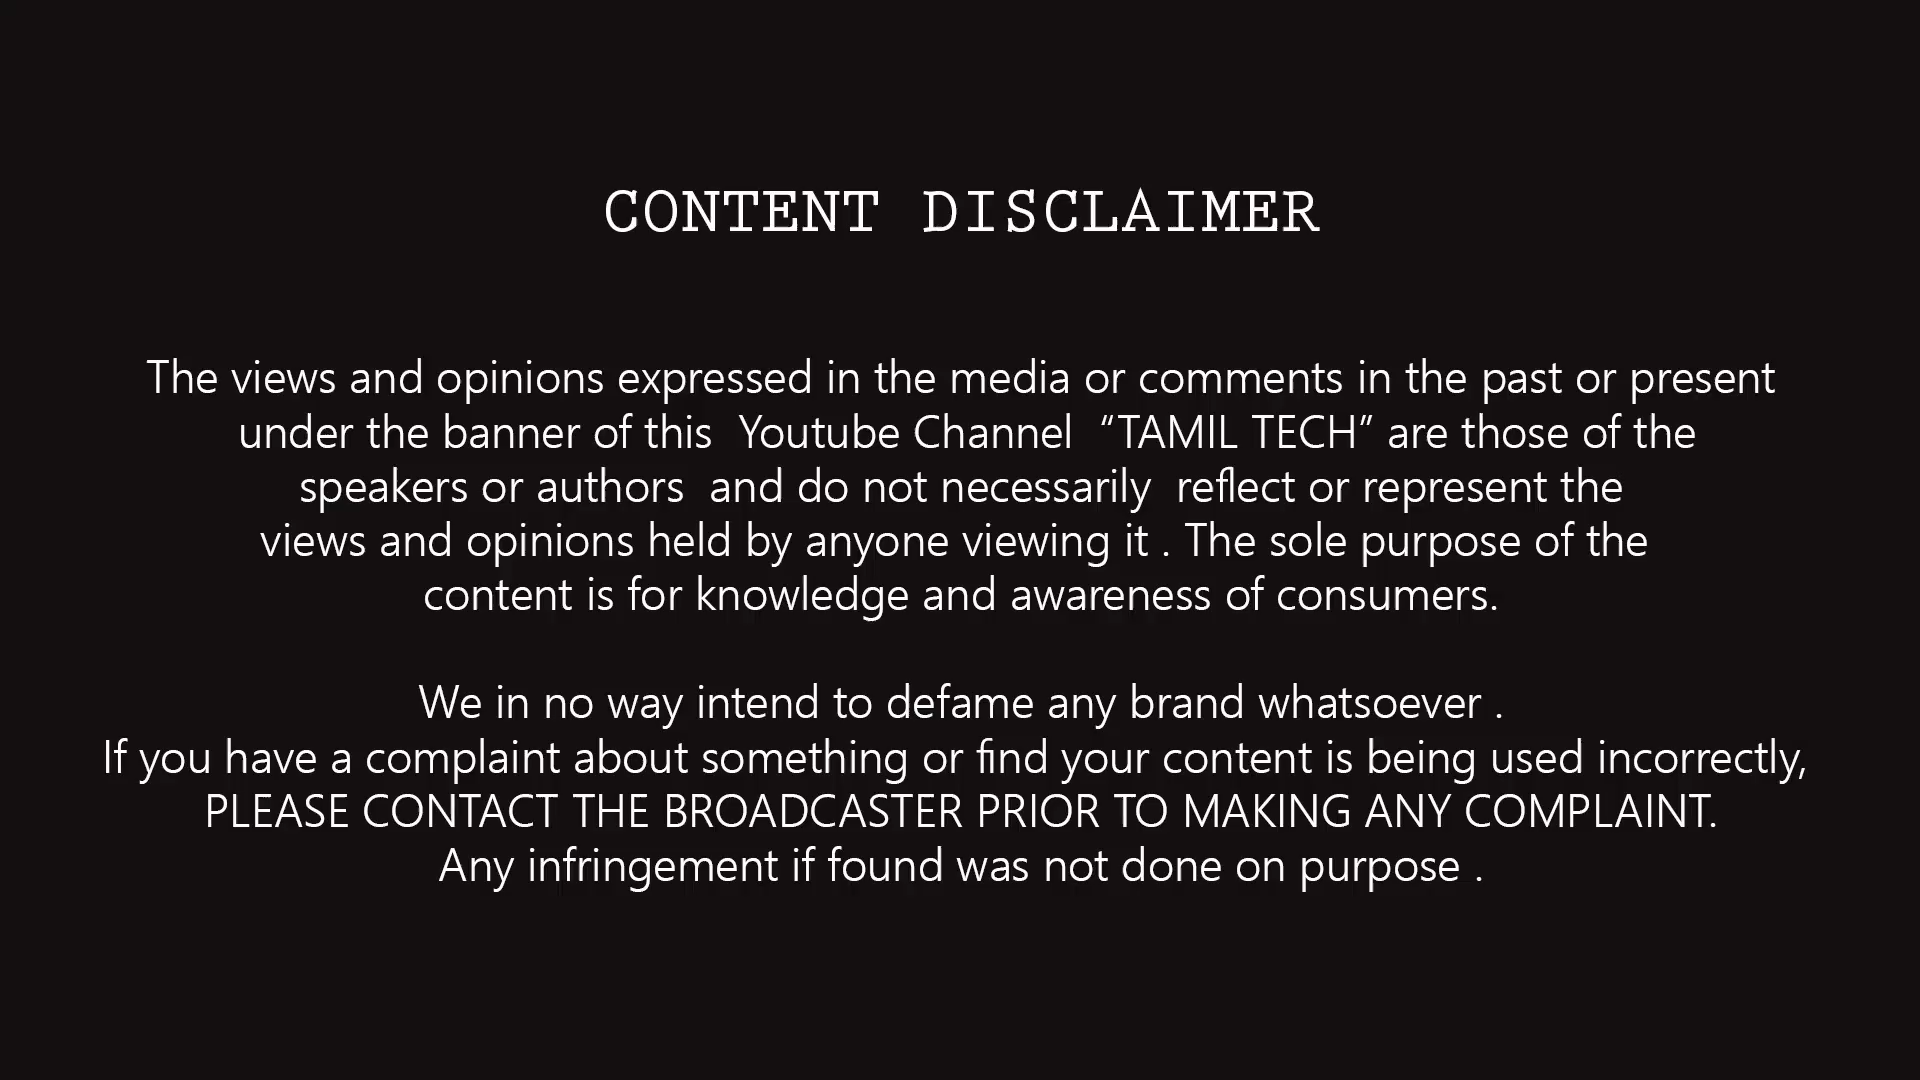 CONTENT DISCLAIMER
The views and opinions expressed in the media or comments in the past or present
under the banner of this  Youtube Channel  “TAMIL TECH” are those of the
speakers or authors  and do not necessarily  reflect or represent the
views and opinions held by anyone viewing it . The sole purpose of the
content is for knowledge and awareness of consumers.
We in no way intend to defame any brand whatsoever .
If you have a complaint about something or find your content is being used incorrectly,
PLEASE CONTACT THE BROADCASTER PRIOR TO MAKING ANY COMPLAINT.
Any infringement if found was not done on purpose .